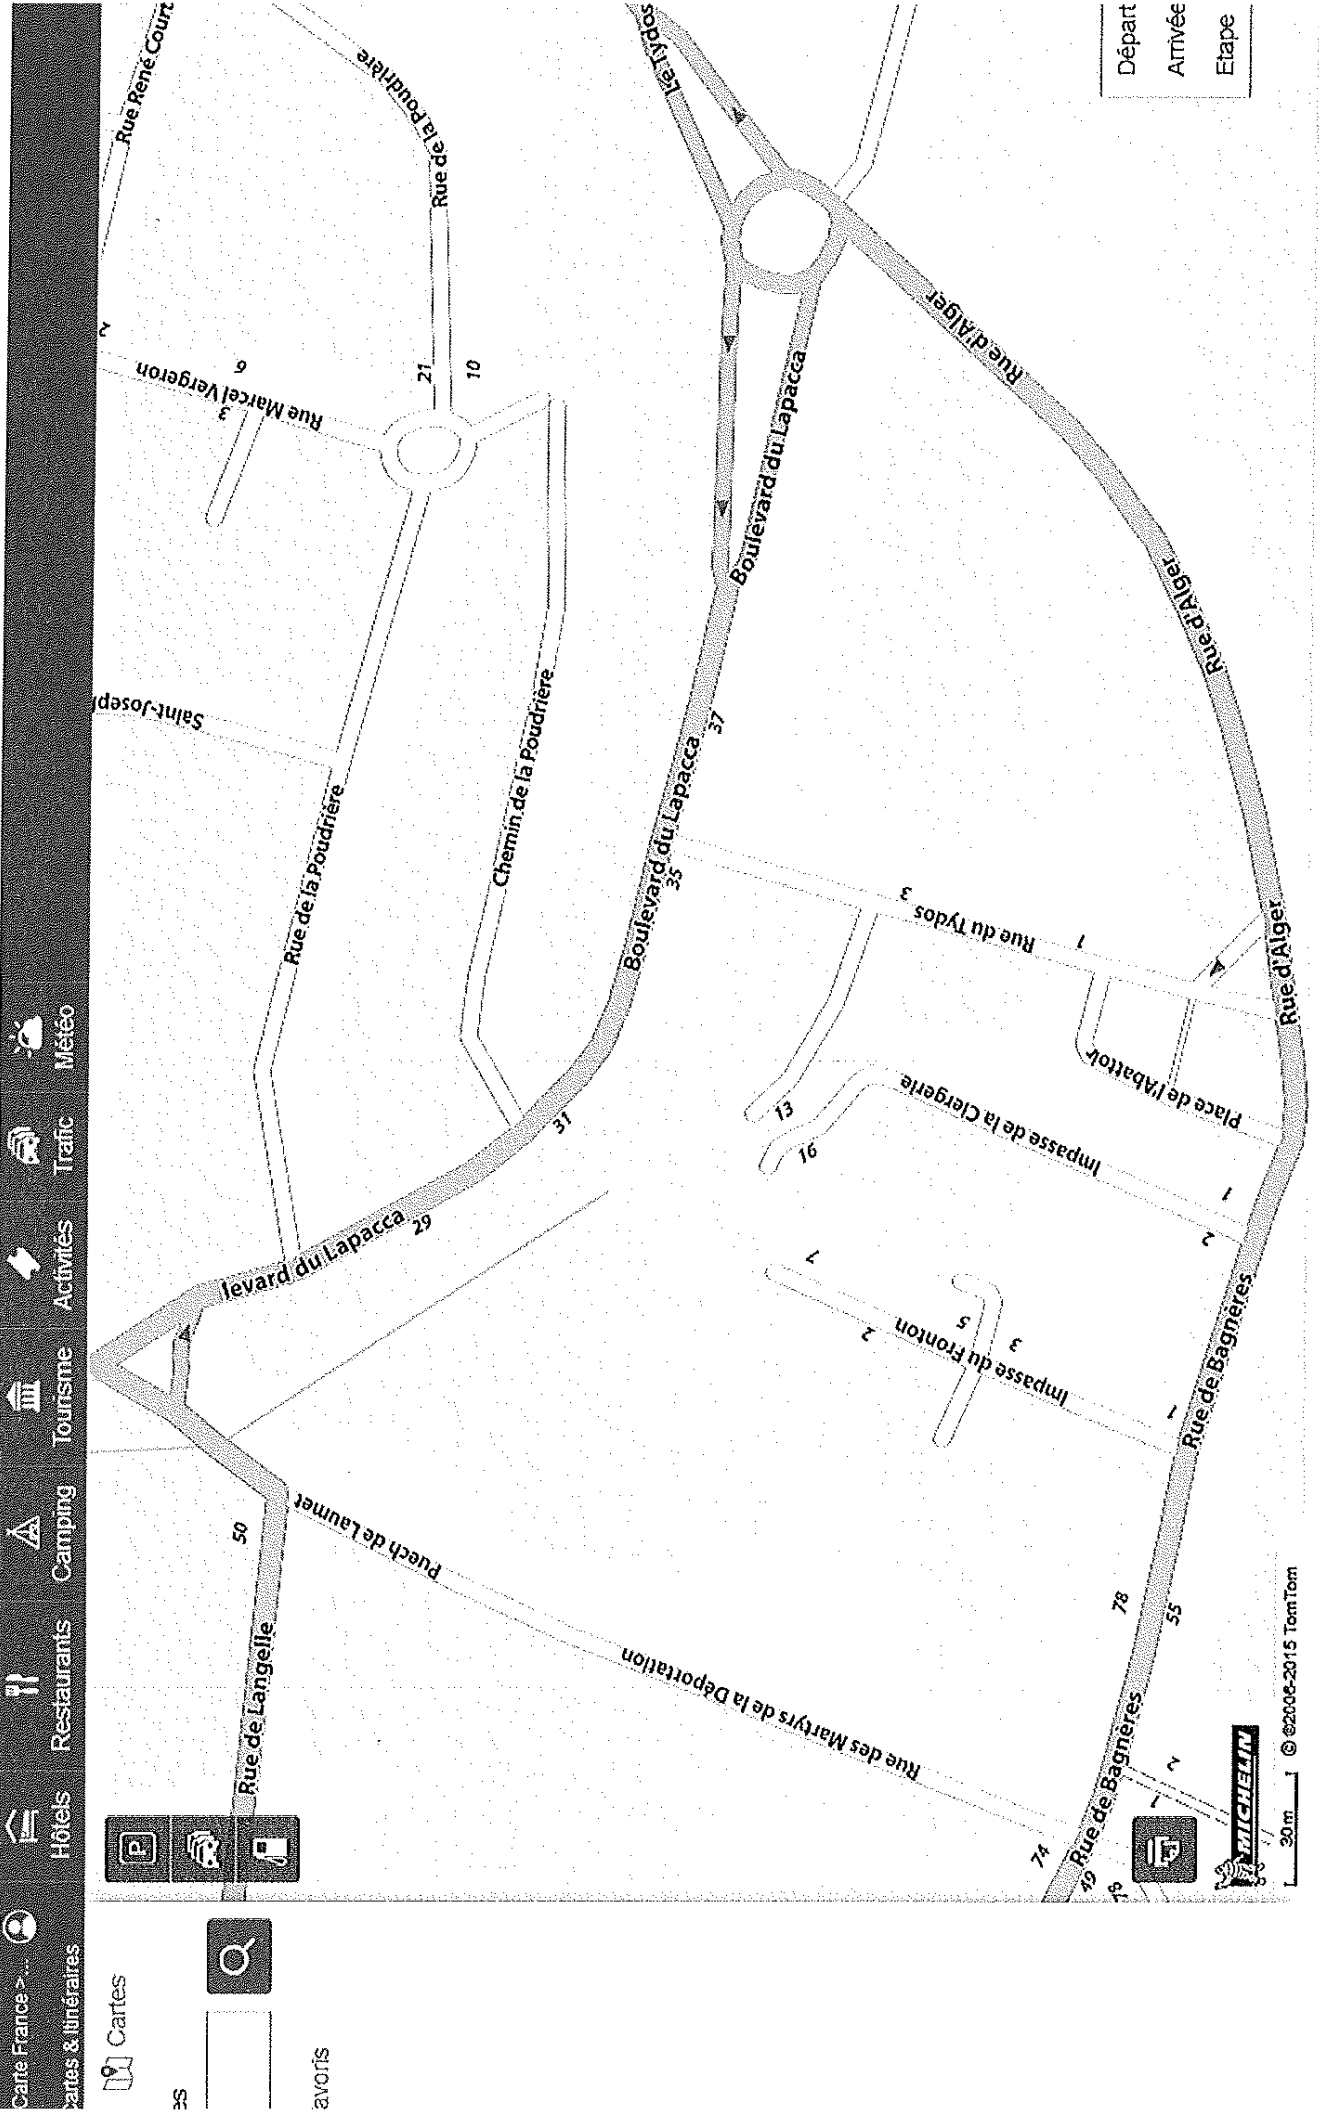 Carte France > ...
Cartes & Itinéraires
Hôtels
Restaurants
Camping
Tourisme
Activités
Trafic
Météo
Cartes
es
avoris
P
Rue René Court
Rue de la Poudrière
Rue de la Poudrière
Rue Marcel Vergeron
2
6
3
21
10
Saint-Josep
Rue de la Poudrière
Chemin de la Poudrière
Le Tydos
Boulevard du Lapacca
Boulevard du Lapacca
37
35
31
29
levard du Lapacca
50
Rue de Langelle
Puech de Laumet
Rue des Martyrs de la Déportation
Rue d'Alger
Rue d'Alger
Rue d'Alger
Rue du Tydos
3
1
Place de l'Abattoir
13
16
Impasse de la Clergerie
1
2
7
2
5
3
Impasse du Fronton
1
Rue de Bagnères
78
55
Rue de Bagnères
74
49
1
2
MICHELIN
30 m
© ©2006-2015 TomTom
Départ
Arrivée
Etape